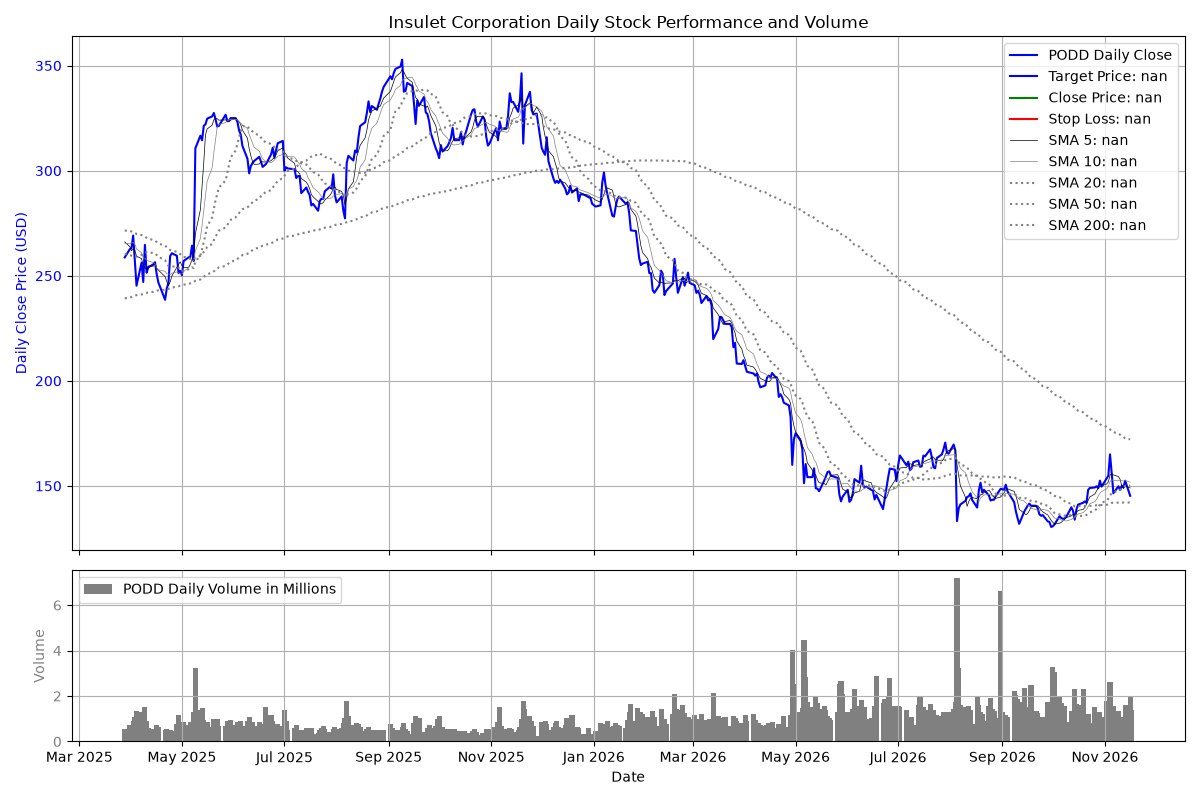 Insulet Corporation Daily Stock Performance and Volume
Daily Close Price (USD)
350
300
250
200
150
PODD Daily Close
Target Price: nan
Close Price: nan
Stop Loss: nan
SMA 5: nan
SMA 10: nan
SMA 20: nan
SMA 50: nan
SMA 200: nan
PODD Daily Volume in Millions
Volume
6
4
2
0
Mar 2025 May 2025 Jul 2025 Sep 2025 Nov 2025 Jan 2026 Mar 2026 May 2026 Jul 2026 Sep 2026 Nov 2026
Date